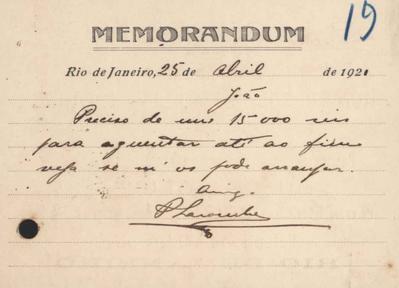 19
MEMORANDUM
Rio de Janeiro, 25 de Abril de 1921
João
Preciso de uns 15.000 reis
para aguentar até ao fim
veja se m'os pode arranjar.
Amgº